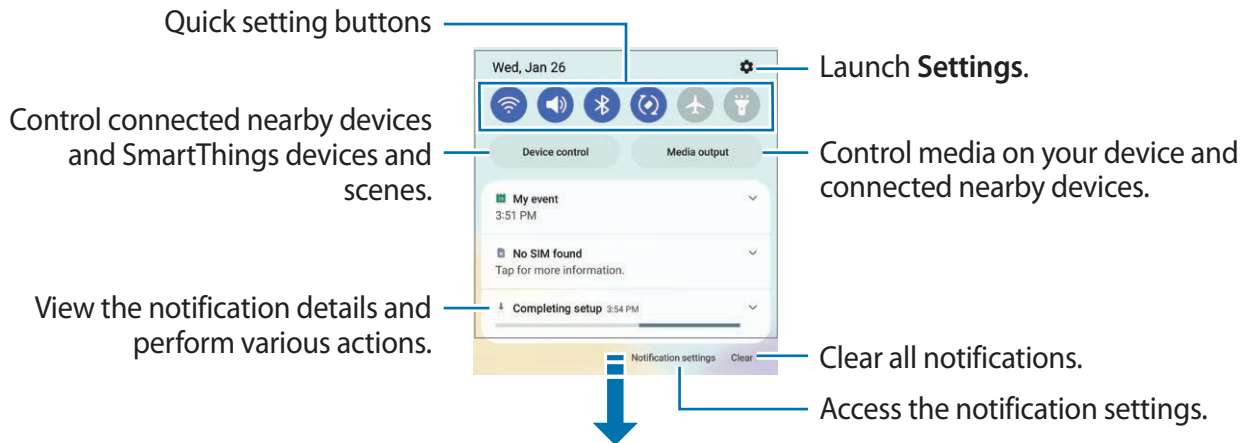 Quick setting buttons
Wed, Jan 26
Launch Settings.
Control connected nearby devices
and SmartThings devices and
scenes.
Device control
Media output
Control media on your device and
connected nearby devices.
My event
3:51 PM
No SIM found
Tap for more information.
View the notification details and
perform various actions.
Completing setup 3:54 PM
Notification settings
Clear
Clear all notifications.
Access the notification settings.